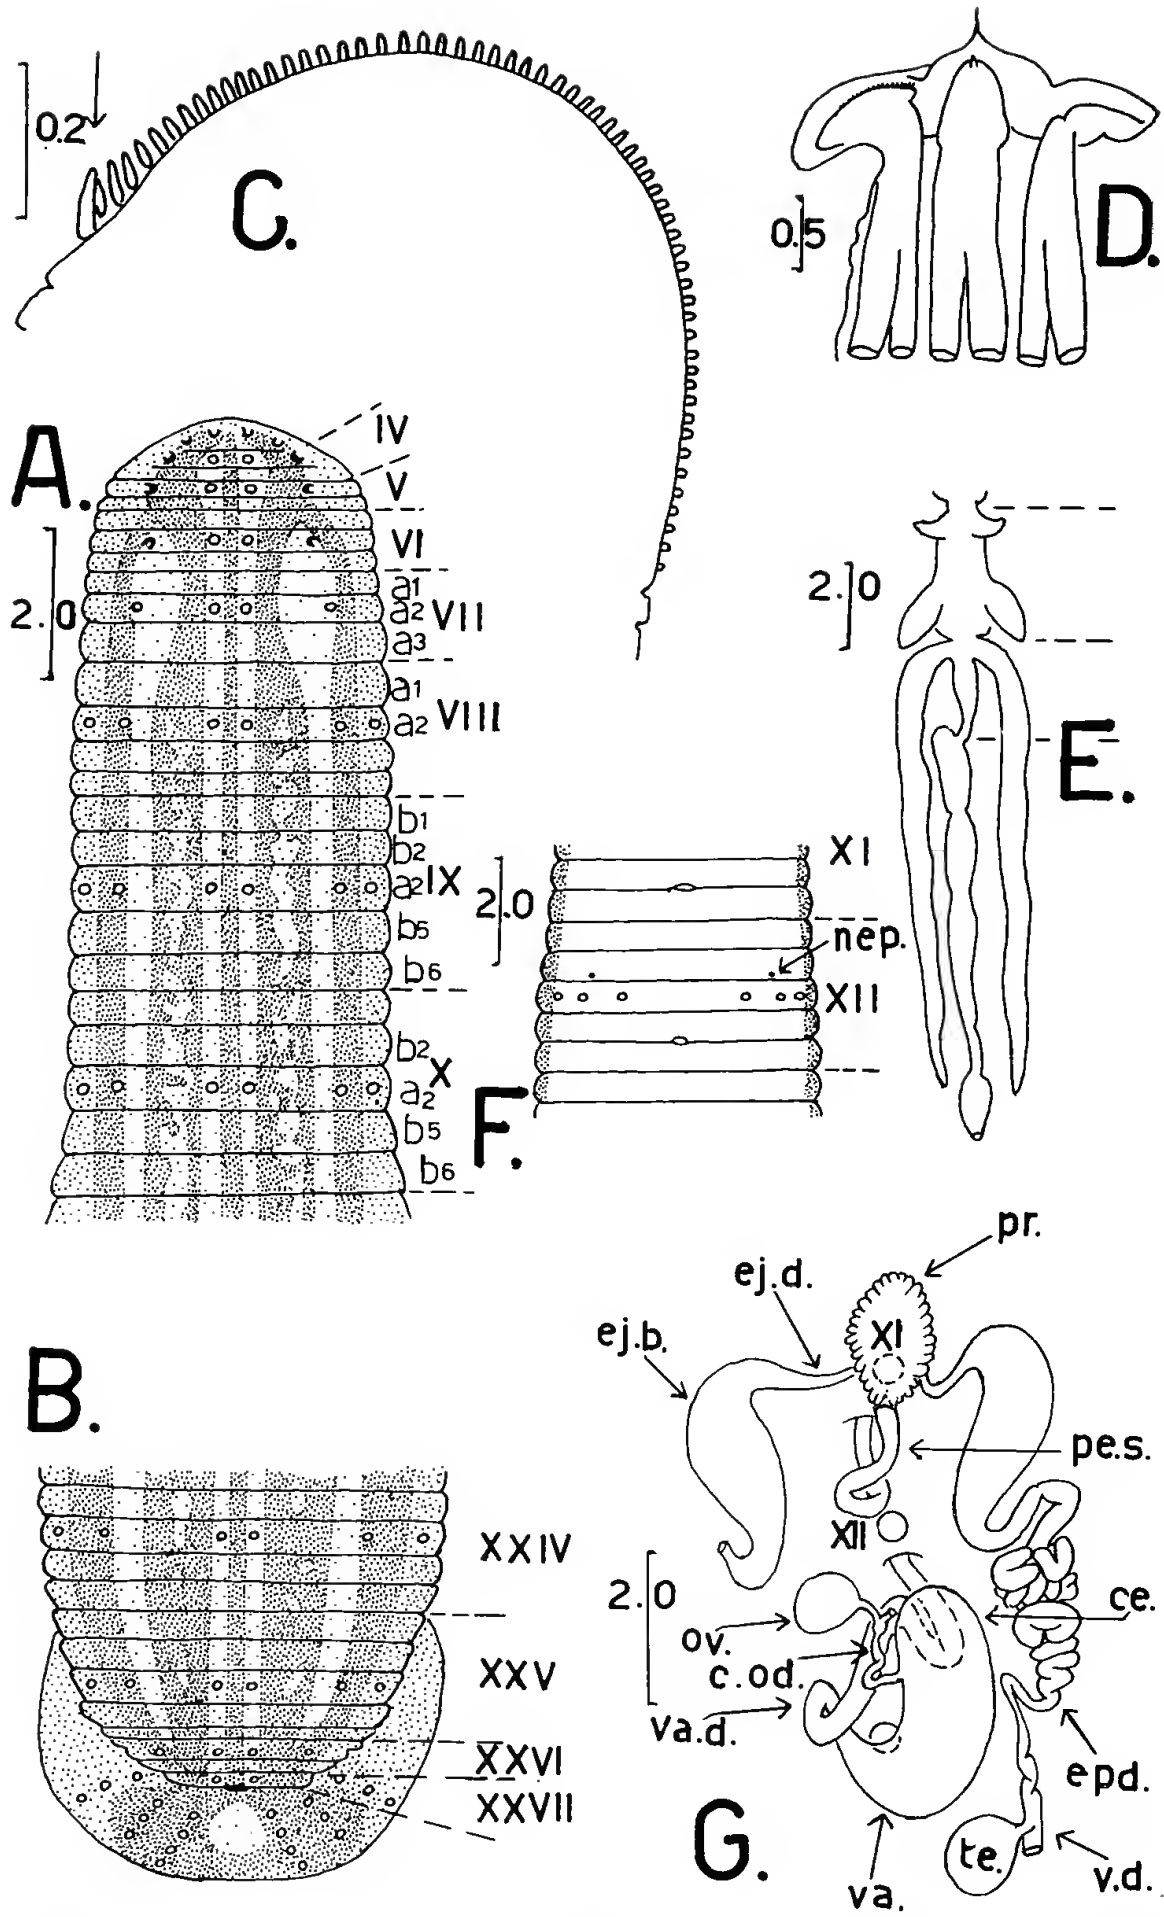 C.
0.2
D.
0.5
A.
2.0
IV
V
VI
a1
a2 VII
a3
a1
a2 VIII
b1
b2
a2 IX
b5
b6
b2
X
a2
b5
b6
E.
2.0
F.
2.0
XI
nep.
XII
B.
XXIV
XXV
XXVI
XXVII
G.
pr.
ej.d.
ej.b.
XI
pe.s.
XII
2.0
ce.
ov.
c.od.
va.d.
epd.
te.
v.d.
va.